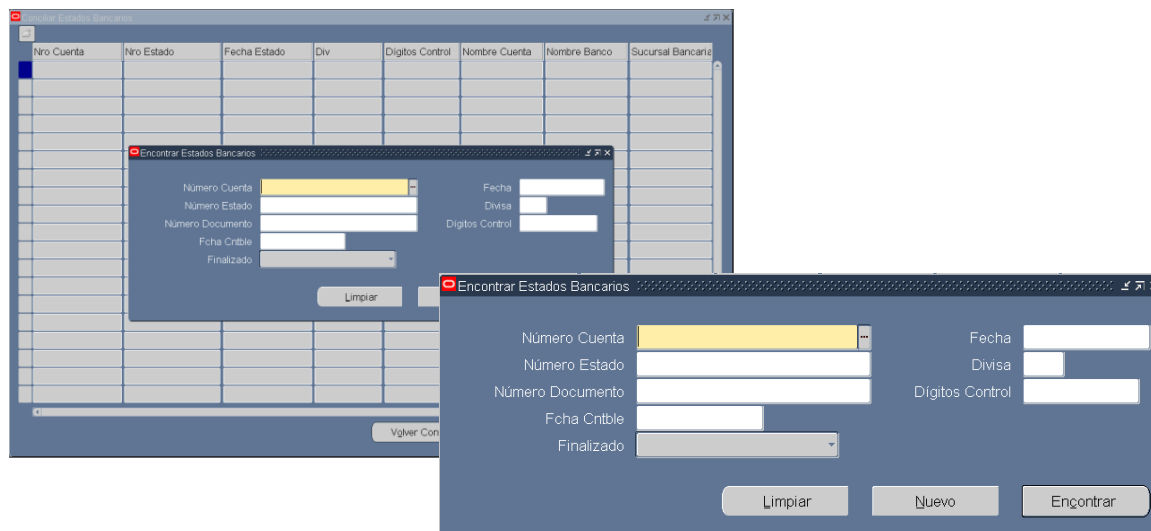 Conciliar Estados Bancarios
Nro Cuenta Nro Estado Fecha Estado Div Dígitos Control Nombre Cuenta Nombre Banco Sucursal Bancaria
Encontrar Estados Bancarios
Número Cuenta Fecha
Número Estado Divisa
Número Documento Dígitos Control
Fcha Cntble
Finalizado
Limpiar
Volver Con
Encontrar Estados Bancarios
Número Cuenta Fecha
Número Estado Divisa
Número Documento Dígitos Control
Fcha Cntble
Finalizado
Limpiar Nuevo Encontrar